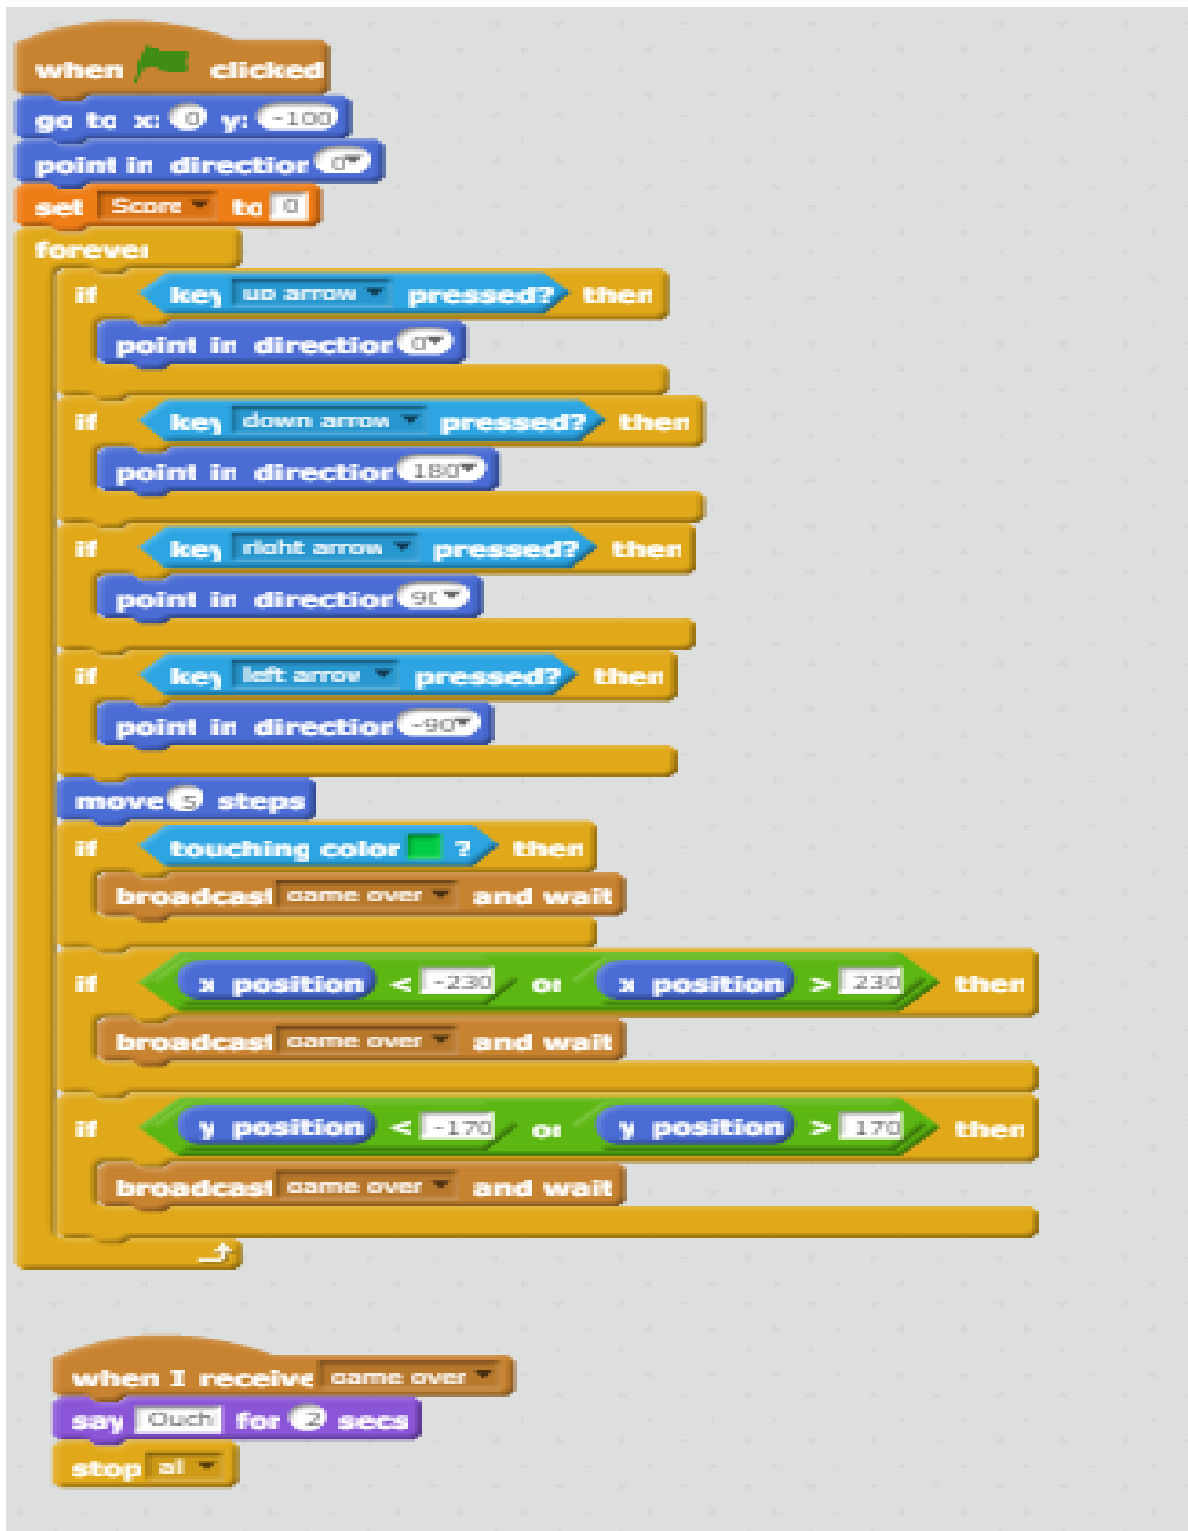 when clicked
go to x: 0 y: -100
point in direction 0
set Score to 0
forever
if key up arrow pressed? then
point in direction 0
if key down arrow pressed? then
point in direction 180
if key right arrow pressed? then
point in direction 90
if key left arrow pressed? then
point in direction -90
move 5 steps
if touching color ? then
broadcast game over and wait
if x position < -230 or x position > 230 then
broadcast game over and wait
if y position < -170 or y position > 170 then
broadcast game over and wait
when I receive game over
say Ouch! for 2 secs
stop all